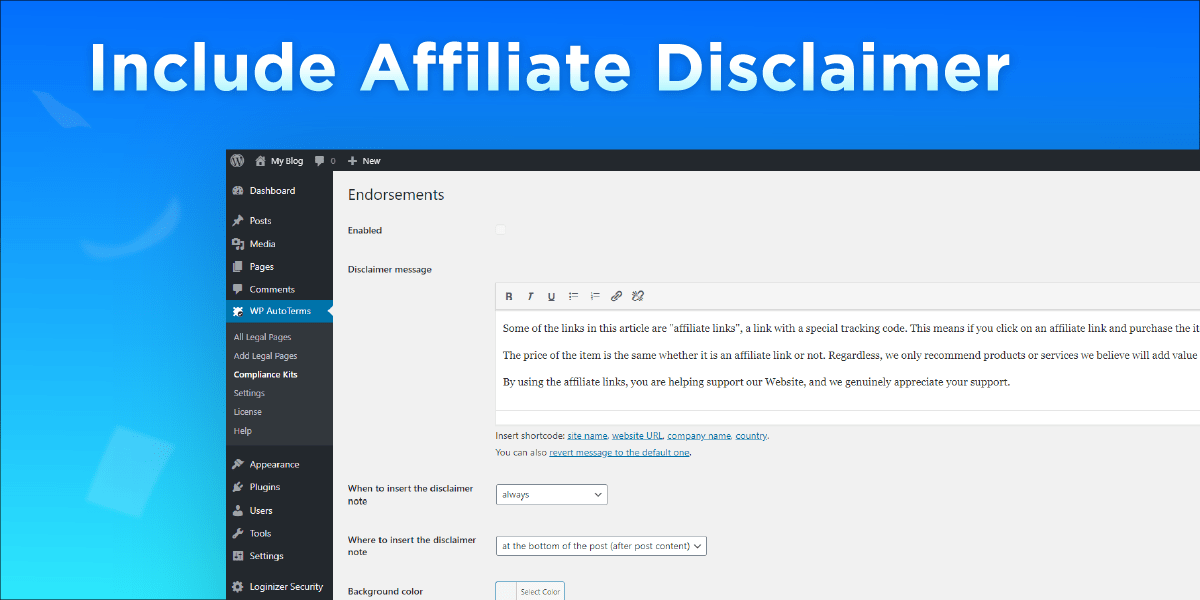 Include Affiliate Disclaimer
My Blog 0 New
Dashboard
Posts
Media
Pages
Comments
WP AutoTerms
All Legal Pages
Add Legal Pages
Compliance Kits
Settings
License
Help
Appearance
Plugins
Users
Tools
Settings
Loginizer Security
Endorsements
Enabled
Disclaimer message
B I U
Some of the links in this article are "affiliate links", a link with a special tracking code. This means if you click on an affiliate link and purchase the it
The price of the item is the same whether it is an affiliate link or not. Regardless, we only recommend products or services we believe will add value
By using the affiliate links, you are helping support our Website, and we genuinely appreciate your support.
Insert shortcode: site name, website URL, company name, country.
You can also revert message to the default one.
When to insert the disclaimer
note
always
Where to insert the disclaimer
note
at the bottom of the post (after post content)
Background color
Select Color